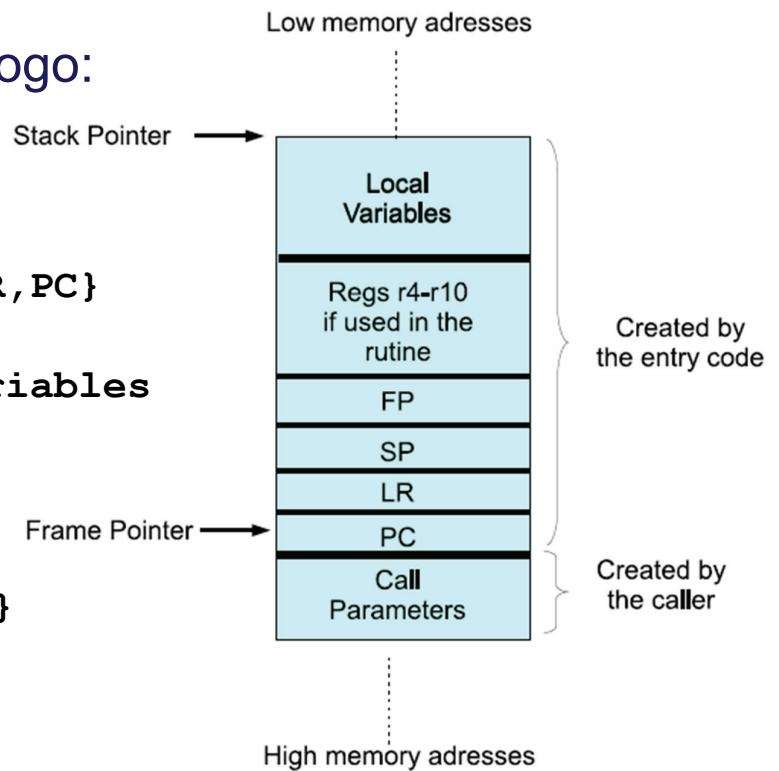 Low memory adresses
ogo:
Stack Pointer
Local
Variables
R,PC}
Regs r4-r10
if used in the
rutine
Created by
the entry code
riables
FP
SP
LR
Frame Pointer
PC
Call
Parameters
Created by
the caller
}
High memory adresses